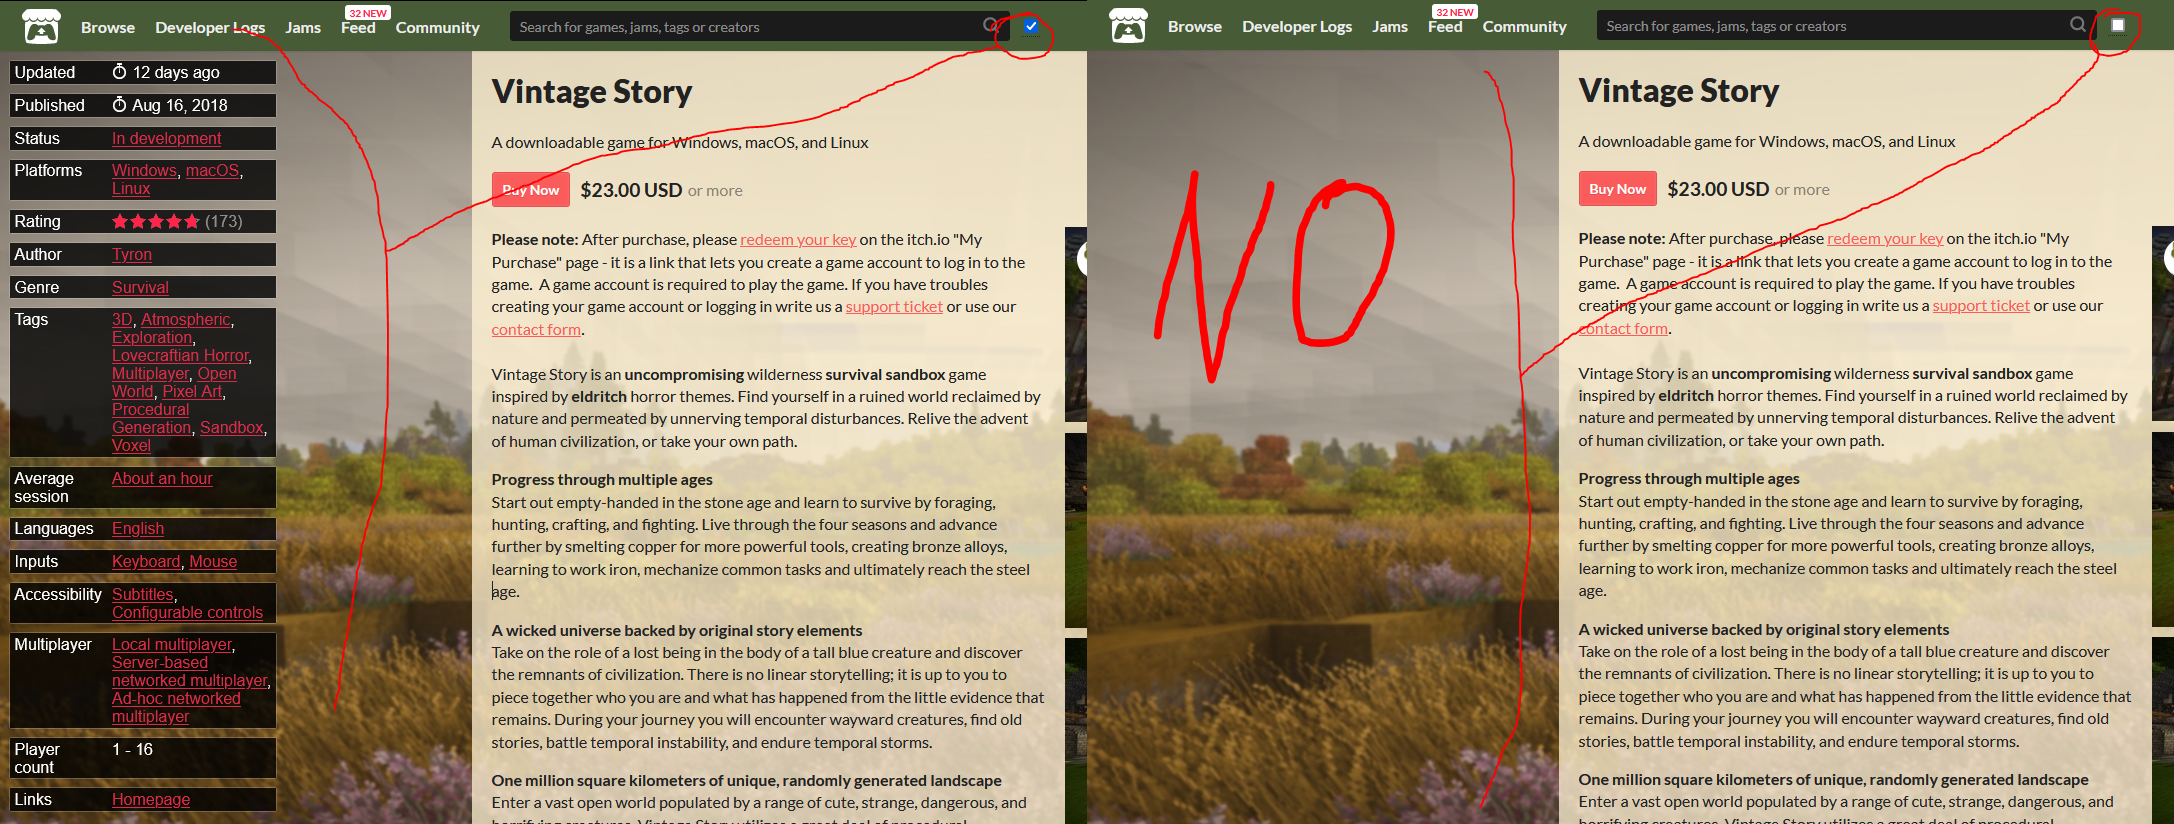 Browse Developer Logs Jams Feed 32 NEW Community Search for games, jams, tags or creators
Updated 12 days ago
Published Aug 16, 2018
Status In development
Platforms Windows, macOS,
Linux
Rating (173)
Author Tyron
Genre Survival
Tags 3D, Atmospheric,
Exploration,
Lovecraftian Horror,
Multiplayer, Open
World, Pixel Art,
Procedural
Generation, Sandbox,
Voxel
Average
session About an hour
Languages English
Inputs Keyboard, Mouse
Accessibility Subtitles,
Configurable controls
Multiplayer Local multiplayer,
Server-based
networked multiplayer,
Ad-hoc networked
multiplayer
Player
count 1 - 16
Links Homepage
Vintage Story
A downloadable game for Windows, macOS, and Linux
Buy Now $23.00 USD or more
Please note: After purchase, please redeem your key on the itch.io "My
Purchase" page - it is a link that lets you create a game account to log in to the
game. A game account is required to play the game. If you have troubles
creating your game account or logging in write us a support ticket or use our
contact form.
Vintage Story is an uncompromising wilderness survival sandbox game
inspired by eldritch horror themes. Find yourself in a ruined world reclaimed by
nature and permeated by unnerving temporal disturbances. Relive the advent
of human civilization, or take your own path.
Progress through multiple ages
Start out empty-handed in the stone age and learn to survive by foraging,
hunting, crafting, and fighting. Live through the four seasons and advance
further by smelting copper for more powerful tools, creating bronze alloys,
learning to work iron, mechanize common tasks and ultimately reach the steel
age.
A wicked universe backed by original story elements
Take on the role of a lost being in the body of a tall blue creature and discover
the remnants of civilization. There is no linear storytelling; it is up to you to
piece together who you are and what has happened from the little evidence that
remains. During your journey you will encounter wayward creatures, find old
stories, battle temporal instability, and endure temporal storms.
One million square kilometers of unique, randomly generated landscape
Enter a vast open world populated by a range of cute, strange, dangerous, and
horrifying creatures. Vintage Story utilizes a great deal of procedural
Browse Developer Logs Jams Feed 32 NEW Community Search for games, jams, tags or creators
NO
Vintage Story
A downloadable game for Windows, macOS, and Linux
Buy Now $23.00 USD or more
Please note: After purchase, please redeem your key on the itch.io "My
Purchase" page - it is a link that lets you create a game account to log in to the
game. A game account is required to play the game. If you have troubles
creating your game account or logging in write us a support ticket or use our
contact form.
Vintage Story is an uncompromising wilderness survival sandbox game
inspired by eldritch horror themes. Find yourself in a ruined world reclaimed by
nature and permeated by unnerving temporal disturbances. Relive the advent
of human civilization, or take your own path.
Progress through multiple ages
Start out empty-handed in the stone age and learn to survive by foraging,
hunting, crafting, and fighting. Live through the four seasons and advance
further by smelting copper for more powerful tools, creating bronze alloys,
learning to work iron, mechanize common tasks and ultimately reach the steel
age.
A wicked universe backed by original story elements
Take on the role of a lost being in the body of a tall blue creature and discover
the remnants of civilization. There is no linear storytelling; it is up to you to
piece together who you are and what has happened from the little evidence that
remains. During your journey you will encounter wayward creatures, find old
stories, battle temporal instability, and endure temporal storms.
One million square kilometers of unique, randomly generated landscape
Enter a vast open world populated by a range of cute, strange, dangerous, and
horrifying creatures. Vintage Story utilizes a great deal of procedural